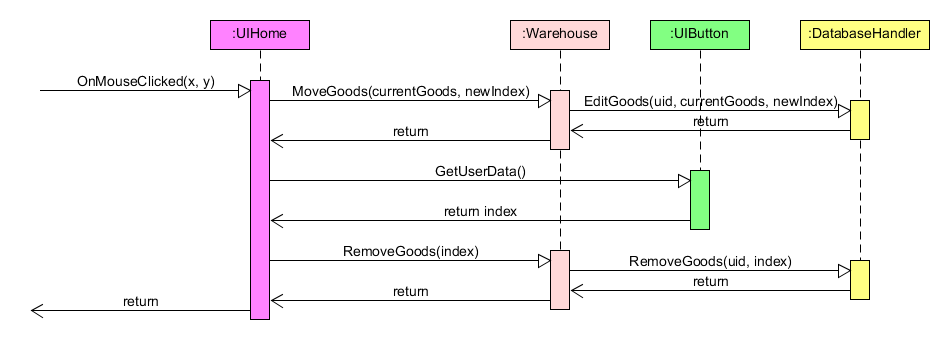 :UIHome
:Warehouse
:UIButton
:DatabaseHandler
OnMouseClicked(x, y)
MoveGoods(currentGoods, newIndex)
EditGoods(uid, currentGoods, newIndex)
return
return
GetUserData()
return index
RemoveGoods(index)
RemoveGoods(uid, index)
return
return
return